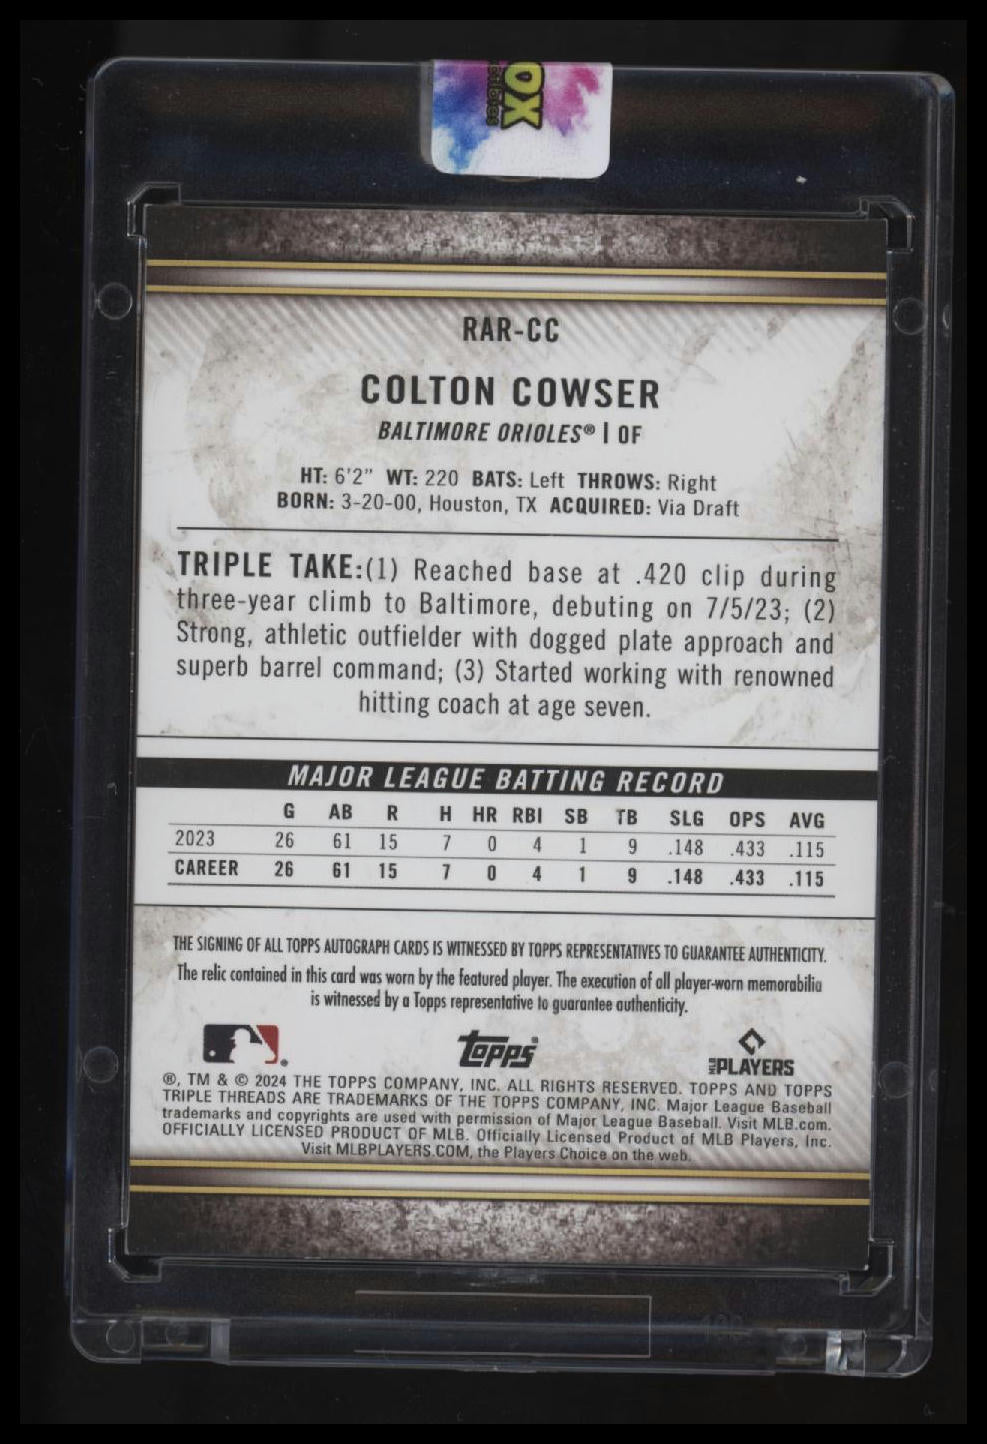 OX
RAR-CC
COLTON COWSER
BALTIMORE ORIOLES® | OF
HT: 6'2" WT: 220 BATS: Left THROWS: Right
BORN: 3-20-00, Houston, TX ACQUIRED: Via Draft
TRIPLE TAKE:(1) Reached base at .420 clip during
three-year climb to Baltimore, debuting on 7/5/23; (2)
Strong, athletic outfielder with dogged plate approach and
superb barrel command; (3) Started working with renowned
hitting coach at age seven.
MAJOR LEAGUE BATTING RECORD
G AB R H HR RBI SB TB SLG OPS AVG
2023 26 61 15 7 0 4 1 9 .148 .433 .115
CAREER 26 61 15 7 0 4 1 9 .148 .433 .115
THE SIGNING OF ALL TOPPS AUTOGRAPH CARDS IS WITNESSED BY TOPPS REPRESENTATIVES TO GUARANTEE AUTHENTICITY.
The relic contained in this card was worn by the featured player. The execution of all player-worn memorabilia
is witnessed by a Topps representative to guarantee authenticity.
Topps®
MLB PLAYERS
®, TM & © 2024 THE TOPPS COMPANY, INC. ALL RIGHTS RESERVED. TOPPS AND TOPPS
TRIPLE THREADS ARE TRADEMARKS OF THE TOPPS COMPANY, INC. Major League Baseball
trademarks and copyrights are used with permission of Major League Baseball. Visit MLB.com.
OFFICIALLY LICENSED PRODUCT OF MLB. Officially Licensed Product of MLB Players, Inc.
Visit MLBPLAYERS.COM, the Players Choice on the web.